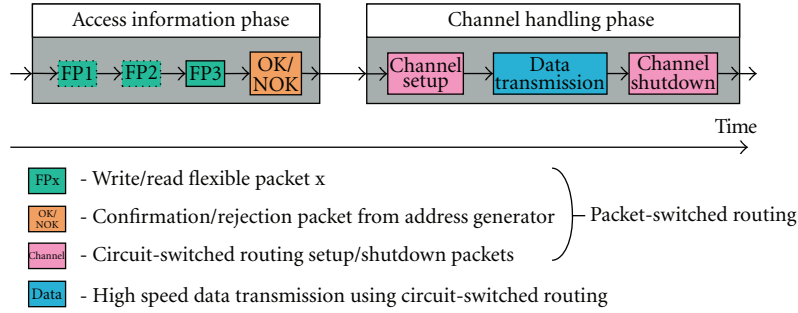 Access information phase
Channel handling phase
FP1
FP2
FP3
OK/
NOK
Channel
setup
Data
transmission
Channel
shutdown
Time
FPx - Write/read flexible packet x
OK/
NOK - Confirmation/rejection packet from address generator
Packet-switched routing
Channel - Circuit-switched routing setup/shutdown packets
Data - High speed data transmission using circuit-switched routing